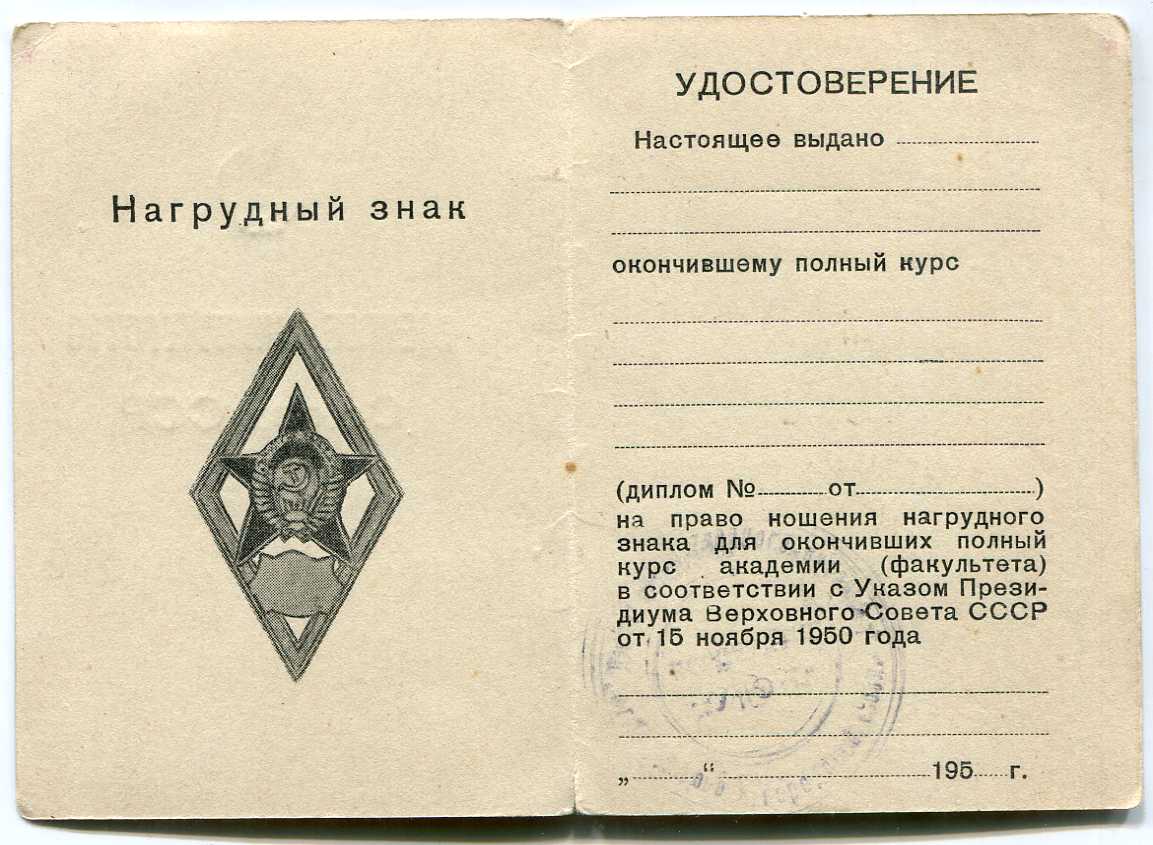 Нагрудный знак
УДОСТОВЕРЕНИЕ
Настоящее выдано
окончившему полный курс
(диплом № от )
на право ношения нагрудного
знака для окончивших полный
курс академии (факультета)
в соответствии с Указом Прези-
диума Верховного Совета СССР
от 15 ноября 1950 года
„ “ 195 г.